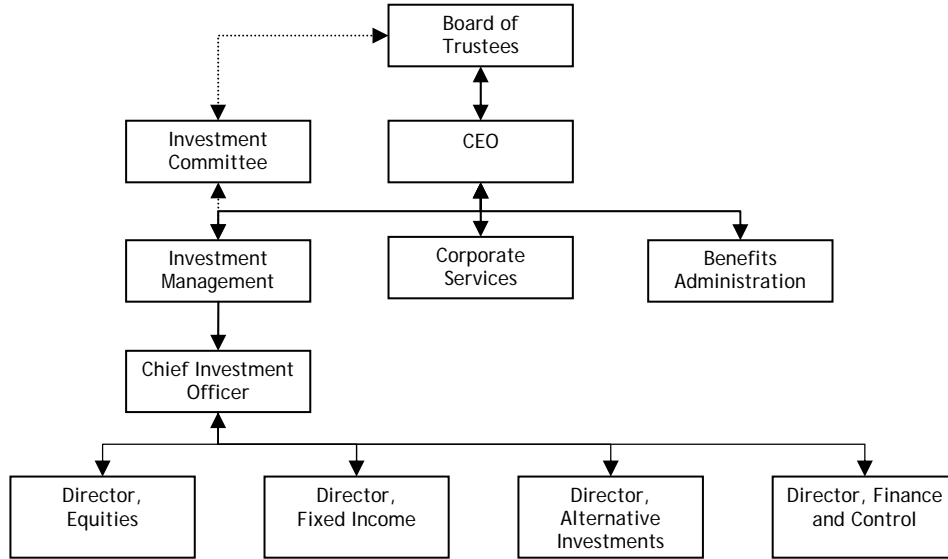 Board of
Trustees
Investment
Committee
CEO
Investment
Management
Corporate
Services
Benefits
Administration
Chief Investment
Officer
Director,
Equities
Director,
Fixed Income
Director,
Alternative
Investments
Director, Finance
and Control